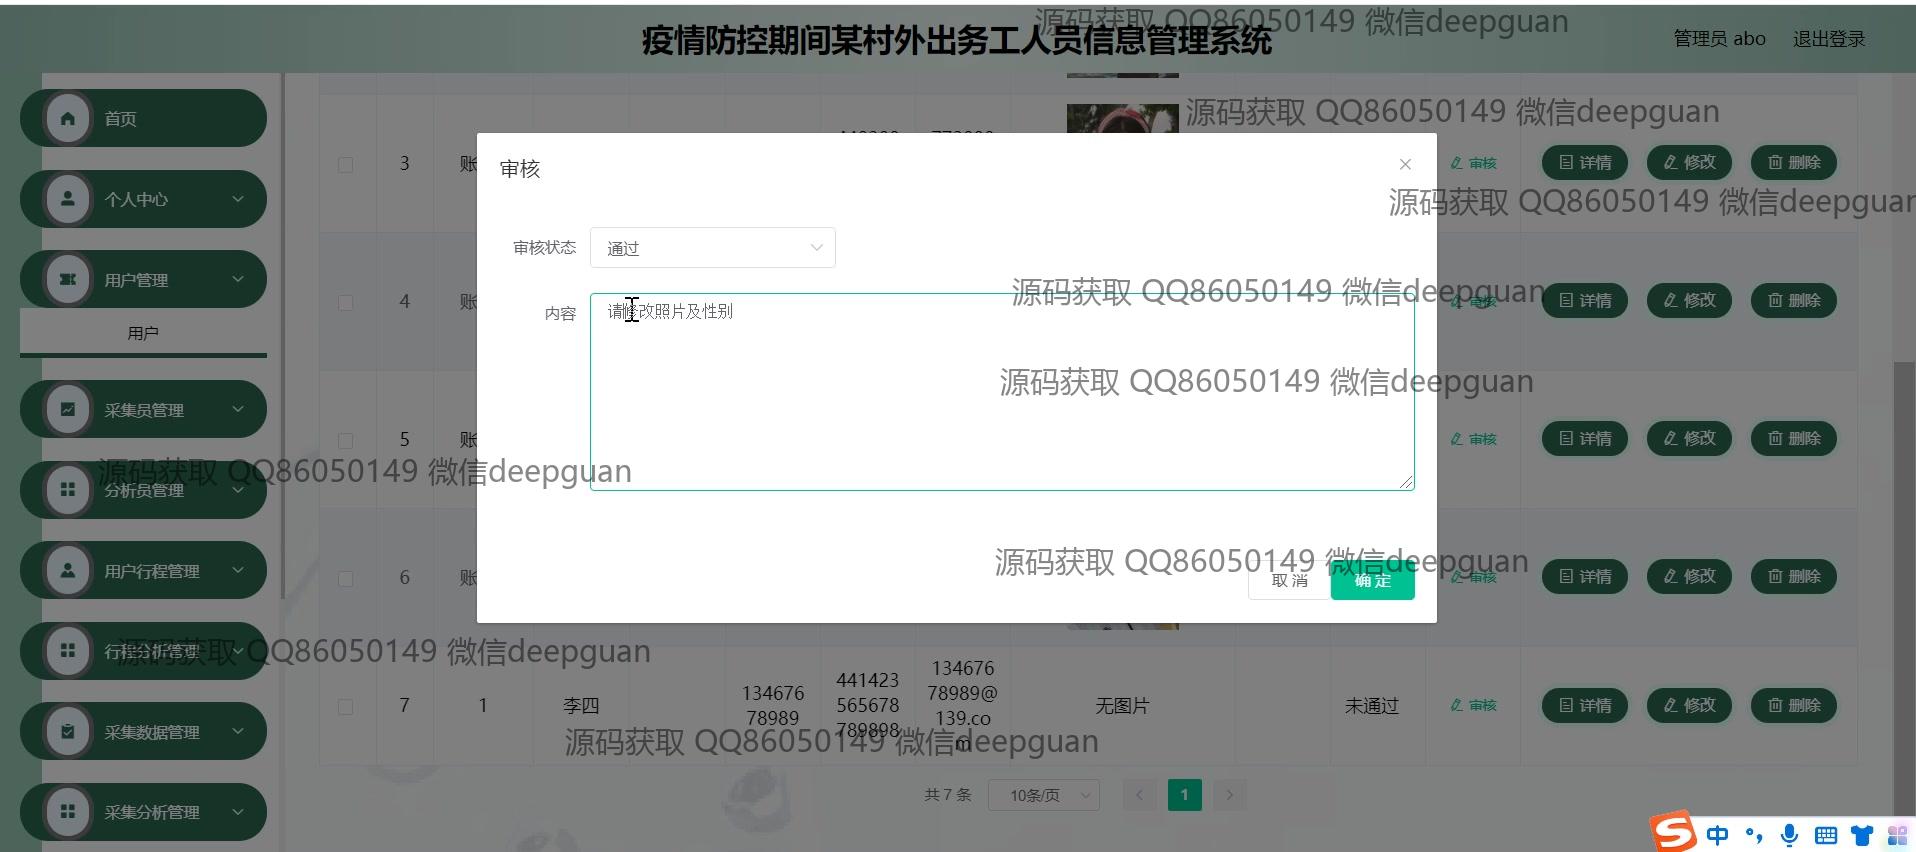 疫情防控期间某村外出务工人员信息管理系统
管理员 abo
退出登录
源码获取 QQ86050149 微信deepguan
首页
个人中心
用户管理
用户
采集员管理
分析员管理
用户行程管理
行程分析管理
采集数据管理
采集分析管理
源码获取 QQ86050149 微信deepguan
3 账
审核 详情 修改 删除
源码获取 QQ86050149 微信deepguan
审核
审核状态 通过
内容 请修改照片及性别
源码获取 QQ86050149 微信deepguan
4 账
审核 详情 修改 删除
源码获取 QQ86050149 微信deepguan
5 账
审核 详情 修改 删除
源码获取 QQ86050149 微信deepguan
源码获取 QQ86050149 微信deepguan
取消 确定
6 账
审核 详情 修改 删除
源码获取 QQ86050149 微信deepguan
7 1 李四
134676
78989
441423
565678
789898
134676
78989@
139.co
m
无图片 未通过 审核 详情 修改 删除
源码获取 QQ86050149 微信deepguan
共 7 条 10条/页 1
中